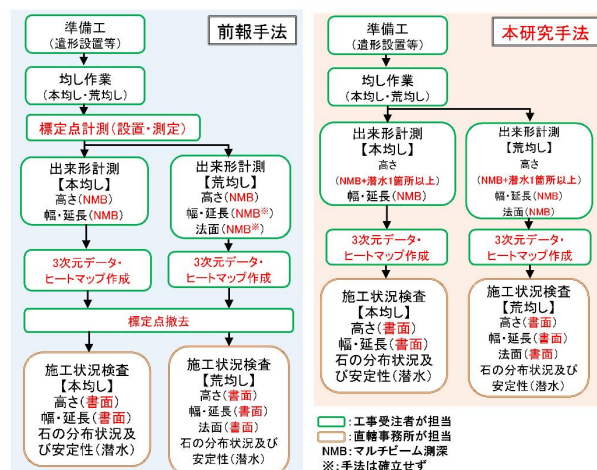 前報手法
準備工
(遣形設置等)
均し作業
(本均し・荒均し)
標定点計測(設置・測定)
出来形計測
【本均し】
高さ(NMB)
幅・延長(NMB)
出来形計測
【荒均し】
高さ(NMB)
幅・延長(NMB※)
法面(NMB※)
3次元データ・
ヒートマップ作成
3次元データ・
ヒートマップ作成
標定点撤去
施工状況検査
【本均し】
高さ(書面)
幅・延長(書面)
石の分布状況及
び安定性(潜水)
施工状況検査
【荒均し】
高さ(書面)
幅・延長(書面)
法面(書面)
石の分布状況及び
安定性(潜水)
本研究手法
準備工
(遣形設置等)
均し作業
(本均し・荒均し)
出来形計測
【本均し】
高さ
(NMB+潜水1箇所以上)
幅・延長(NMB)
出来形計測
【荒均し】
高さ
(NMB+潜水1箇所以上)
幅・延長(NMB)
法面(NMB)
3次元データ・
ヒートマップ作成
3次元データ・
ヒートマップ作成
施工状況検査
【本均し】
高さ(書面)
幅・延長(書面)
石の分布状況及
び安定性(潜水)
施工状況検査
【荒均し】
高さ(書面)
幅・延長(書面)
法面(書面)
石の分布状況及び
安定性(潜水)
:工事受注者が担当
:直轄事務所が担当
NMB:マルチビーム測深
※:手法は確立せず